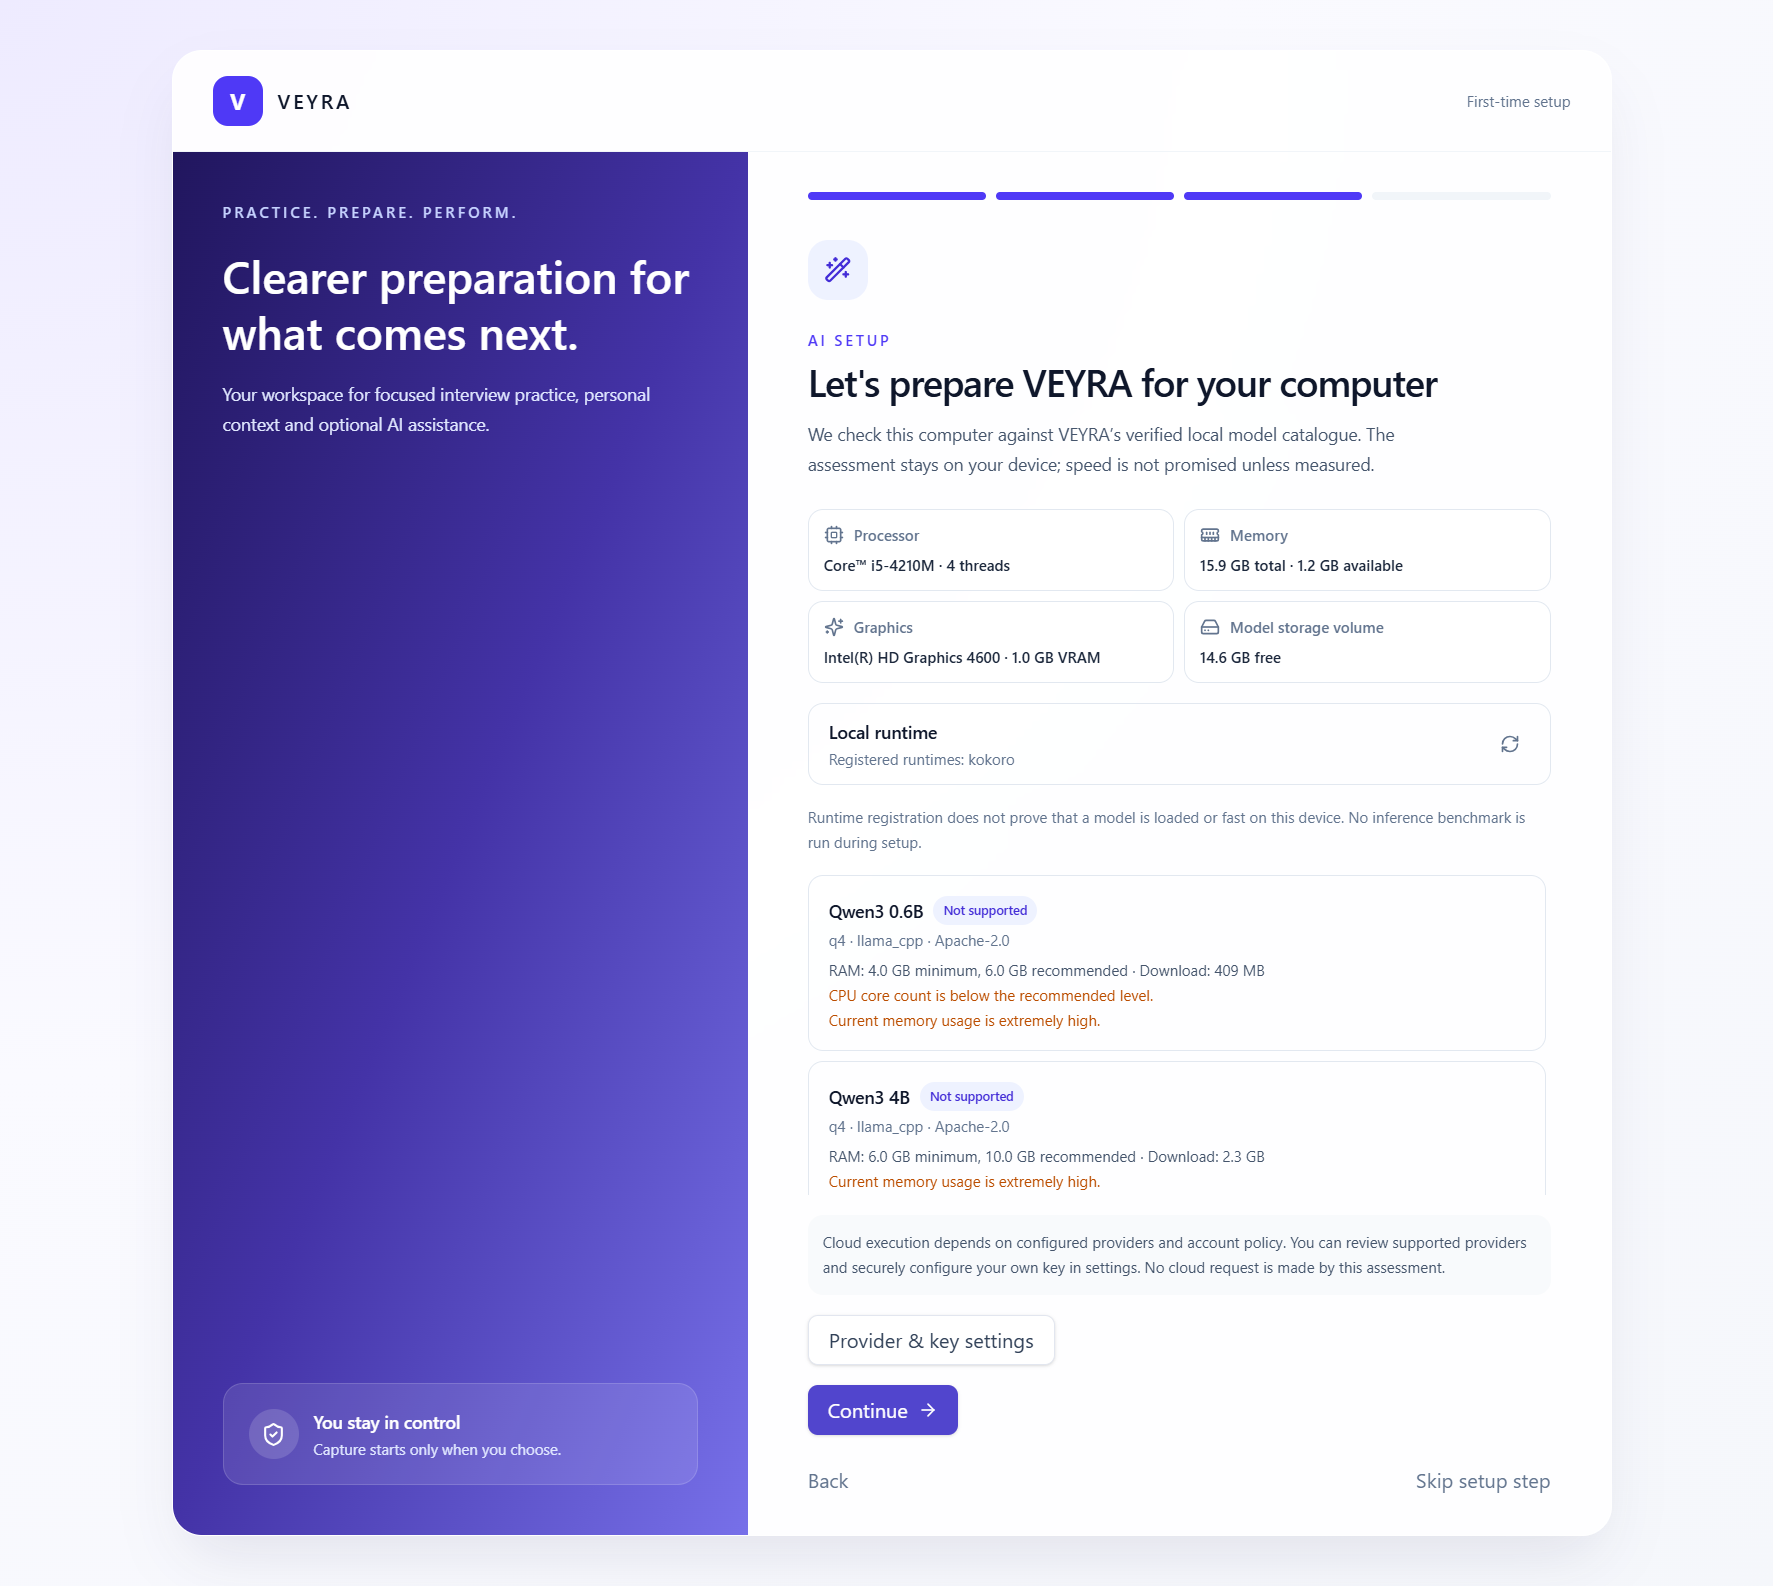 V VEYRA
First-time setup
PRACTICE. PREPARE. PERFORM.
Clearer preparation for
what comes next.
Your workspace for focused interview practice, personal
context and optional AI assistance.
You stay in control
Capture starts only when you choose.
AI SETUP
Let's prepare VEYRA for your computer
We check this computer against VEYRA’s verified local model catalogue. The
assessment stays on your device; speed is not promised unless measured.
Processor
Core™ i5-4210M · 4 threads
Memory
15.9 GB total · 1.2 GB available
Graphics
Intel(R) HD Graphics 4600 · 1.0 GB VRAM
Model storage volume
14.6 GB free
Local runtime
Registered runtimes: kokoro
Runtime registration does not prove that a model is loaded or fast on this device. No inference benchmark is
run during setup.
Qwen3 0.6B Not supported
q4 · llama_cpp · Apache-2.0
RAM: 4.0 GB minimum, 6.0 GB recommended · Download: 409 MB
CPU core count is below the recommended level.
Current memory usage is extremely high.
Qwen3 4B Not supported
q4 · llama_cpp · Apache-2.0
RAM: 6.0 GB minimum, 10.0 GB recommended · Download: 2.3 GB
Current memory usage is extremely high.
Cloud execution depends on configured providers and account policy. You can review supported providers
and securely configure your own key in settings. No cloud request is made by this assessment.
Provider & key settings
Continue
Back
Skip setup step